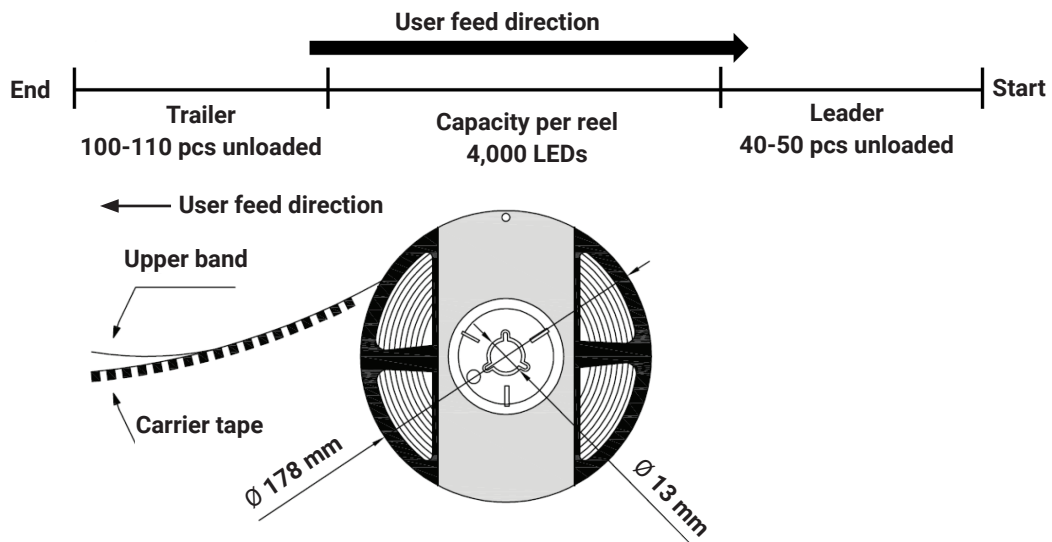 User feed direction
End
Start
Trailer
100-110 pcs unloaded
Capacity per reel
4,000 LEDs
Leader
40-50 pcs unloaded
User feed direction
Upper band
Carrier tape
Ø 178 mm
Ø 13 mm